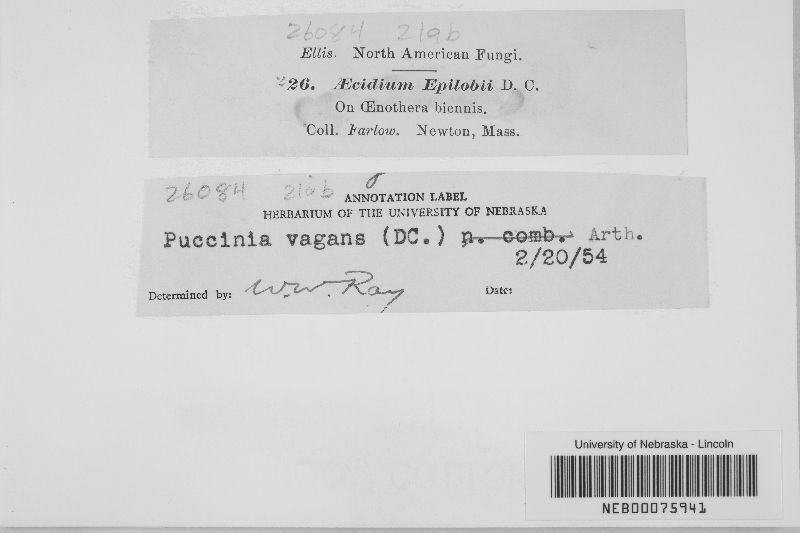 26084 21ab
Ellis. North American Fungi.
226. Æcidium Epilobii D. C.
On Œnothera biennis.
Coll. Farlow. Newton, Mass.
26084 21ab
ANNOTATION LABEL
HERBARIUM OF THE UNIVERSITY OF NEBRASKA
Puccinia vagans (DC.) n. comb. Arth.
2/20/54
Determined by: W.W. Ray Date:
University of Nebraska - Lincoln
NEB00075941